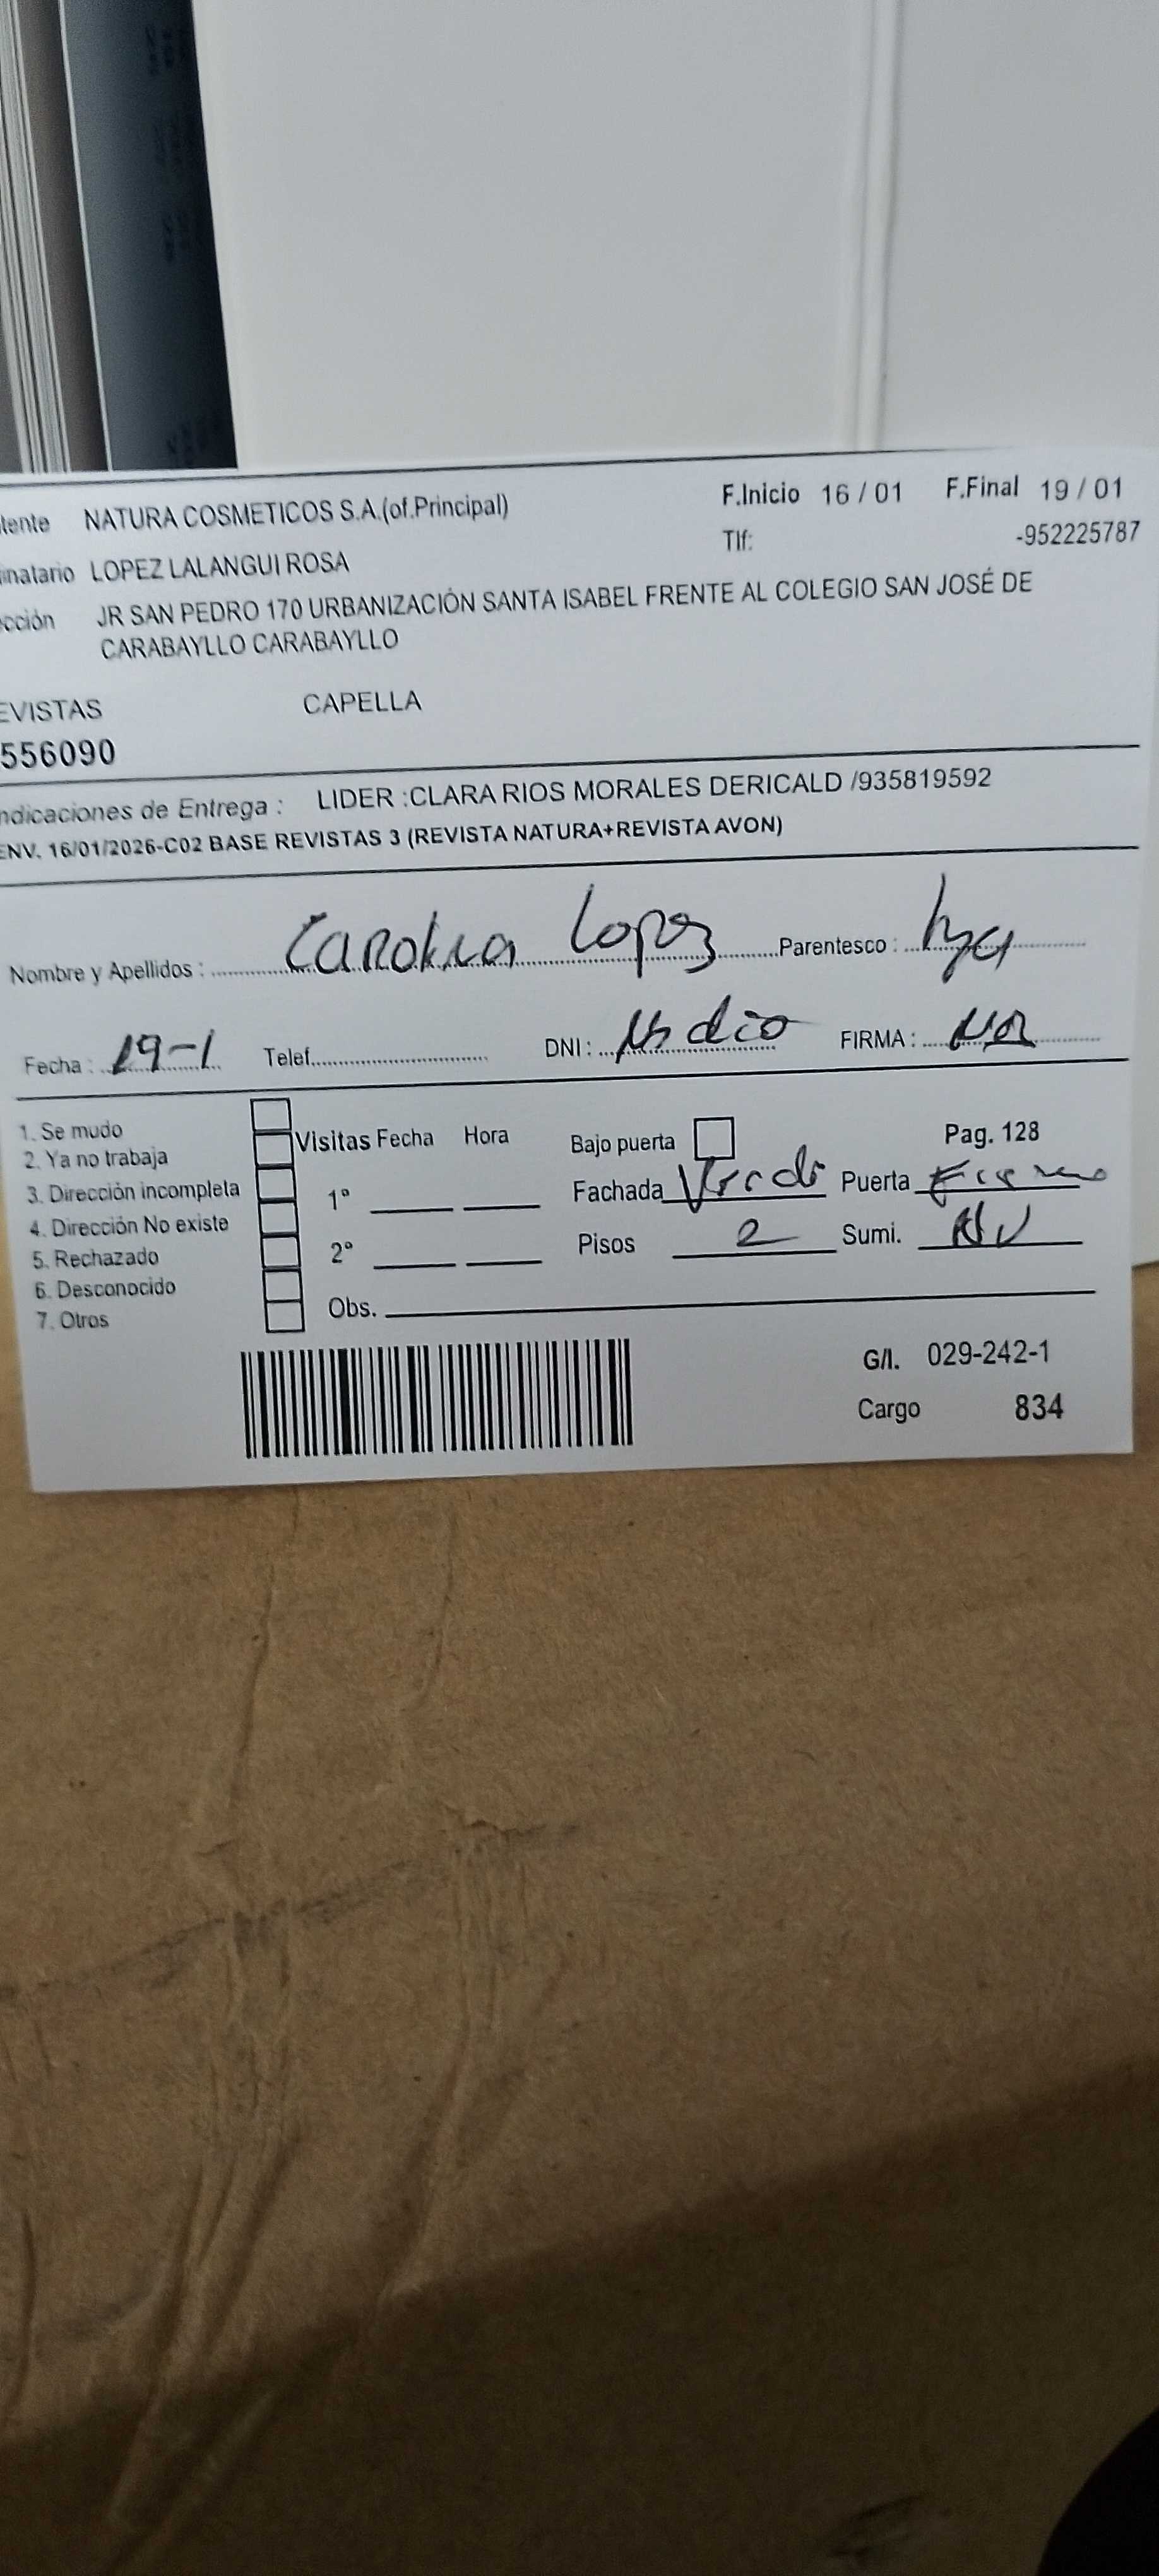 lente NATURA COSMETICOS S.A.(of.Principal) F.Inicio 16 / 01 F.Final 19 / 01
Tlf: -952225787
inatario LOPEZ LALANGUI ROSA
cción JR SAN PEDRO 170 URBANIZACIÓN SANTA ISABEL FRENTE AL COLEGIO SAN JOSÉ DE
CARABAYLLO CARABAYLLO
EVISTAS CAPELLA
556090
ndicaciones de Entrega : LIDER :CLARA RIOS MORALES DERICALD /935819592
ENV. 16/01/2026-C02 BASE REVISTAS 3 (REVISTA NATURA+REVISTA AVON)
Nombre y Apellidos : Carolina Lopez Parentesco : hija
Fecha : 19-1 Telef. DNI : No dio FIRMA :
1. Se mudo
2. Ya no trabaja Visitas Fecha Hora Bajo puerta Pag. 128
3. Dirección incompleta 1° Fachada Verde Puerta
4. Dirección No existe
5. Rechazado 2° Pisos 2 Sumi. NV
6. Desconocido
7. Otros Obs.
G/I. 029-242-1
Cargo 834